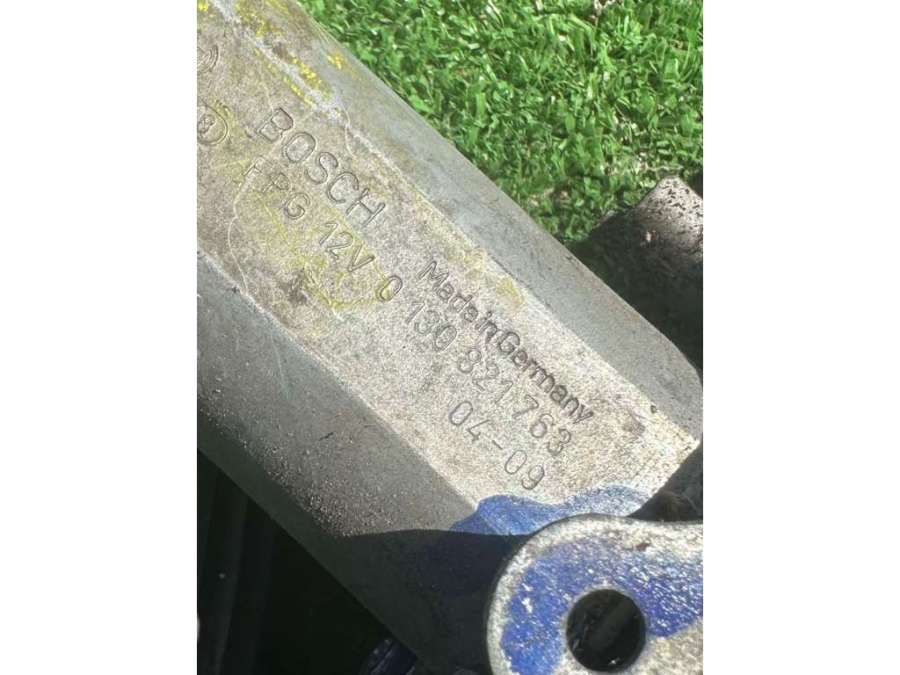 BOSCH Made in Germany
FPG 12V 0 130 821 763
04-09